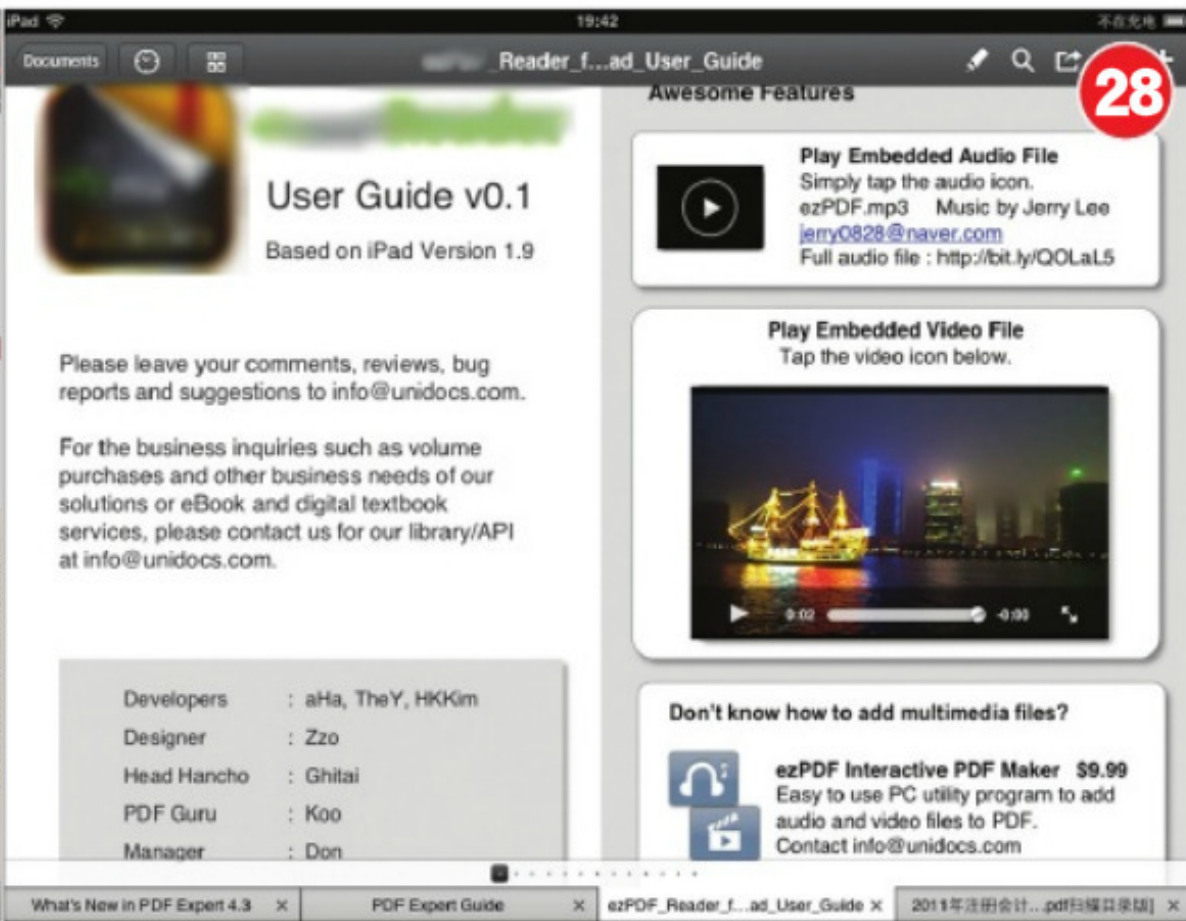 iPad
19:42
不在充电
Documents
_Reader_f...ad_User_Guide
28
Reader
User Guide v0.1
Based on iPad Version 1.9
Please leave your comments, reviews, bug
reports and suggestions to info@unidocs.com.
For the business inquiries such as volume
purchases and other business needs of our
solutions or eBook and digital textbook
services, please contact us for our library/API
at info@unidocs.com.
Developers : aHa, TheY, HKKim
Designer : Zzo
Head Hancho : Ghitai
PDF Guru : Koo
Manager : Don
Awesome Features
Play Embedded Audio File
Simply tap the audio icon.
ezPDF.mp3 Music by Jerry Lee
jerry0828@naver.com
Full audio file : http://bit.ly/QOLaL5
Play Embedded Video File
Tap the video icon below.
0:02
-0:00
Don't know how to add multimedia files?
ezPDF Interactive PDF Maker $9.99
Easy to use PC utility program to add
audio and video files to PDF.
Contact info@unidocs.com
What's New in PDF Expert 4.3 ×
PDF Expert Guide ×
ezPDF_Reader_f...ad_User_Guide ×
2011年注册会计...pdf扫描目录版] ×